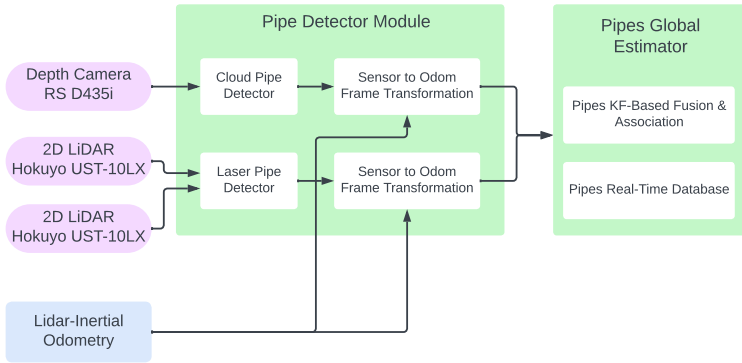 Pipe Detector Module
Pipes Global
Estimator
Depth Camera
RS D435i
Cloud Pipe
Detector
Sensor to Odom
Frame Transformation
Pipes KF-Based Fusion &
Association
2D LiDAR
Hokuyo UST-10LX
Laser Pipe
Detector
Sensor to Odom
Frame Transformation
Pipes Real-Time Database
2D LiDAR
Hokuyo UST-10LX
Lidar-Inertial
Odometry